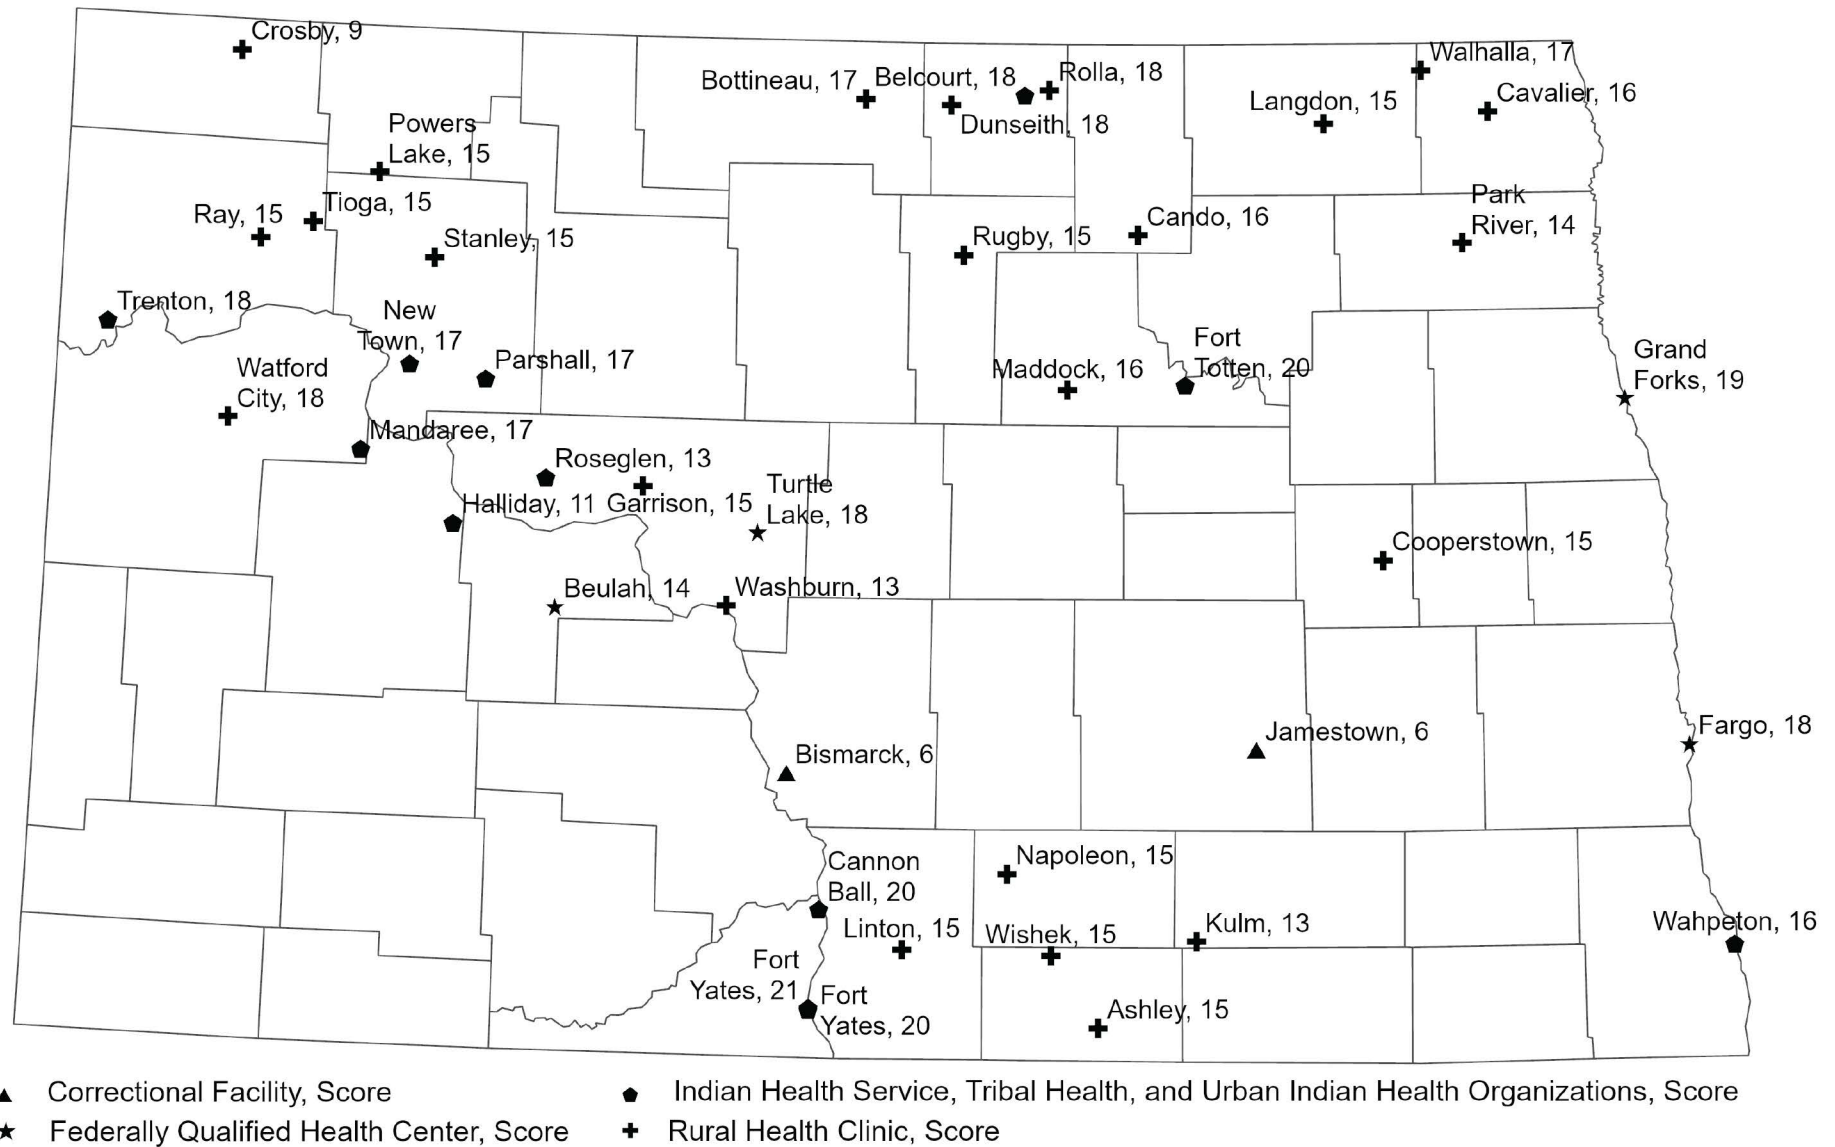 Crosby, 9
Walhalla, 17
Bottineau, 17
Belcourt, 18
Rolla, 18
Dunseith, 18
Langdon, 15
Cavalier, 16
Powers
Lake, 15
Ray, 15
Tioga, 15
Stanley, 15
Rugby, 15
Cando, 16
Park
River, 14
Trenton, 18
New
Town, 17
Parshall, 17
Watford
City, 18
Maddock, 16
Fort
Totten, 20
Grand
Forks, 19
Mandaree, 17
Roseglen, 13
Halliday, 11
Garrison, 15
Turtle
Lake, 18
Cooperstown, 15
Beulah, 14
Washburn, 13
Bismarck, 6
Jamestown, 6
Fargo, 18
Cannon
Ball, 20
Napoleon, 15
Linton, 15
Wishek, 15
Kulm, 13
Wahpeton, 16
Fort
Yates, 21
Fort
Yates, 20
Ashley, 15
Correctional Facility, Score
Indian Health Service, Tribal Health, and Urban Indian Health Organizations, Score
Federally Qualified Health Center, Score
Rural Health Clinic, Score